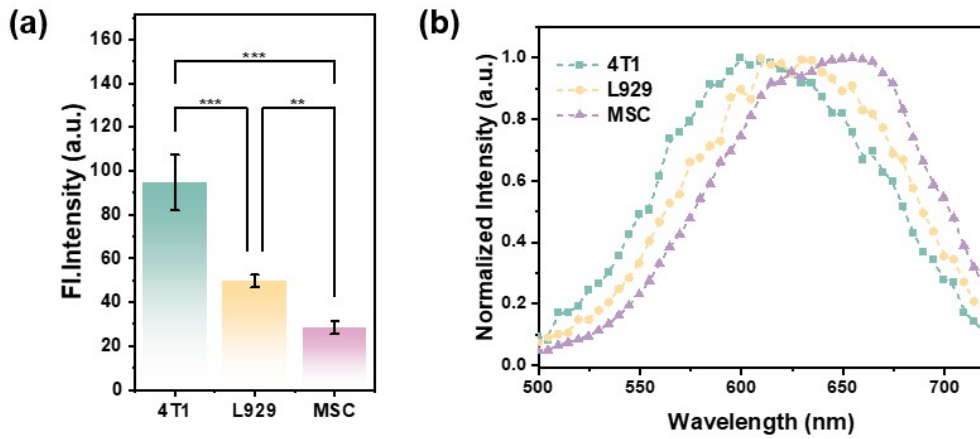 (a)
Fl.Intensity (a.u.)
160
140
120
100
80
60
40
20
0
***
***
**
4T1
L929
MSC
(b)
Normalized Intensity (a.u.)
1.0
0.8
0.6
0.4
0.2
0.0
4T1
L929
MSC
500
550
600
650
700
Wavelength (nm)